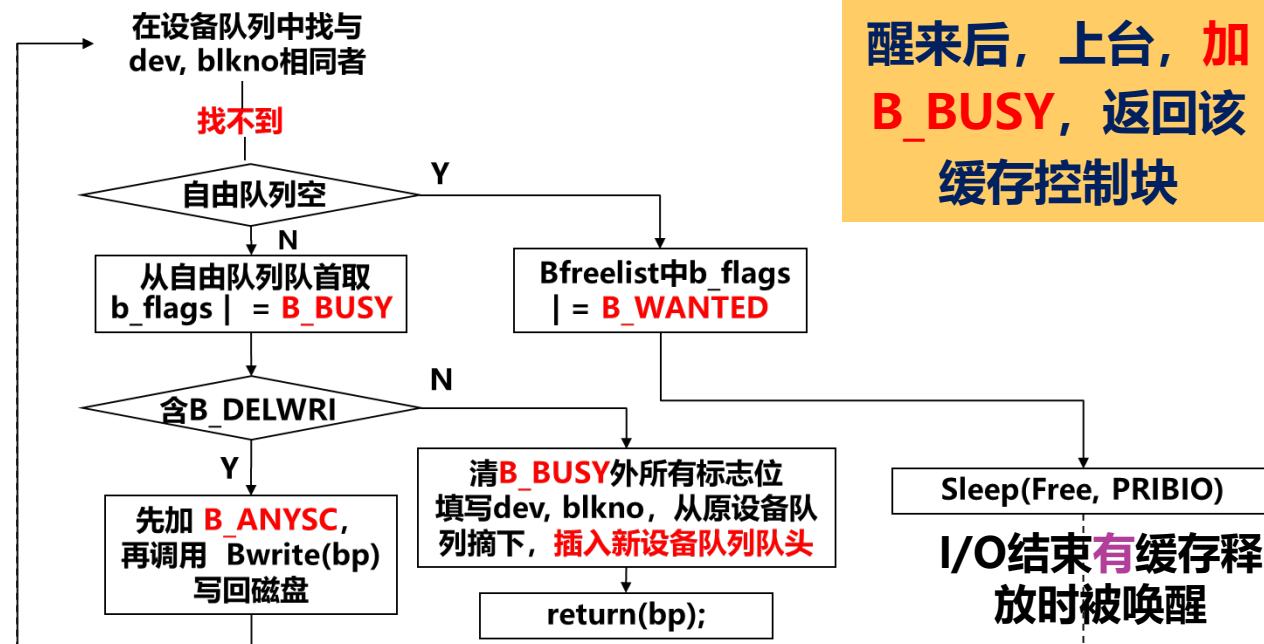 在设备队列中找与
dev, blkno相同者
找不到
自由队列空
Y
N
从自由队列队首取
b_flags | = B_BUSY
Bfreelist中b_flags
| = B_WANTED
含B_DELWRI
N
Y
先加 B_ANYSC,
再调用 Bwrite(bp)
写回磁盘
清B_BUSY外所有标志位
填写dev, blkno，从原设备队
列摘下，插入新设备队列队头
return(bp);
Sleep(Free, PRIBIO)
I/O结束有缓存释
放时被唤醒
醒来后，上台，加
B_BUSY，返回该
缓存控制块